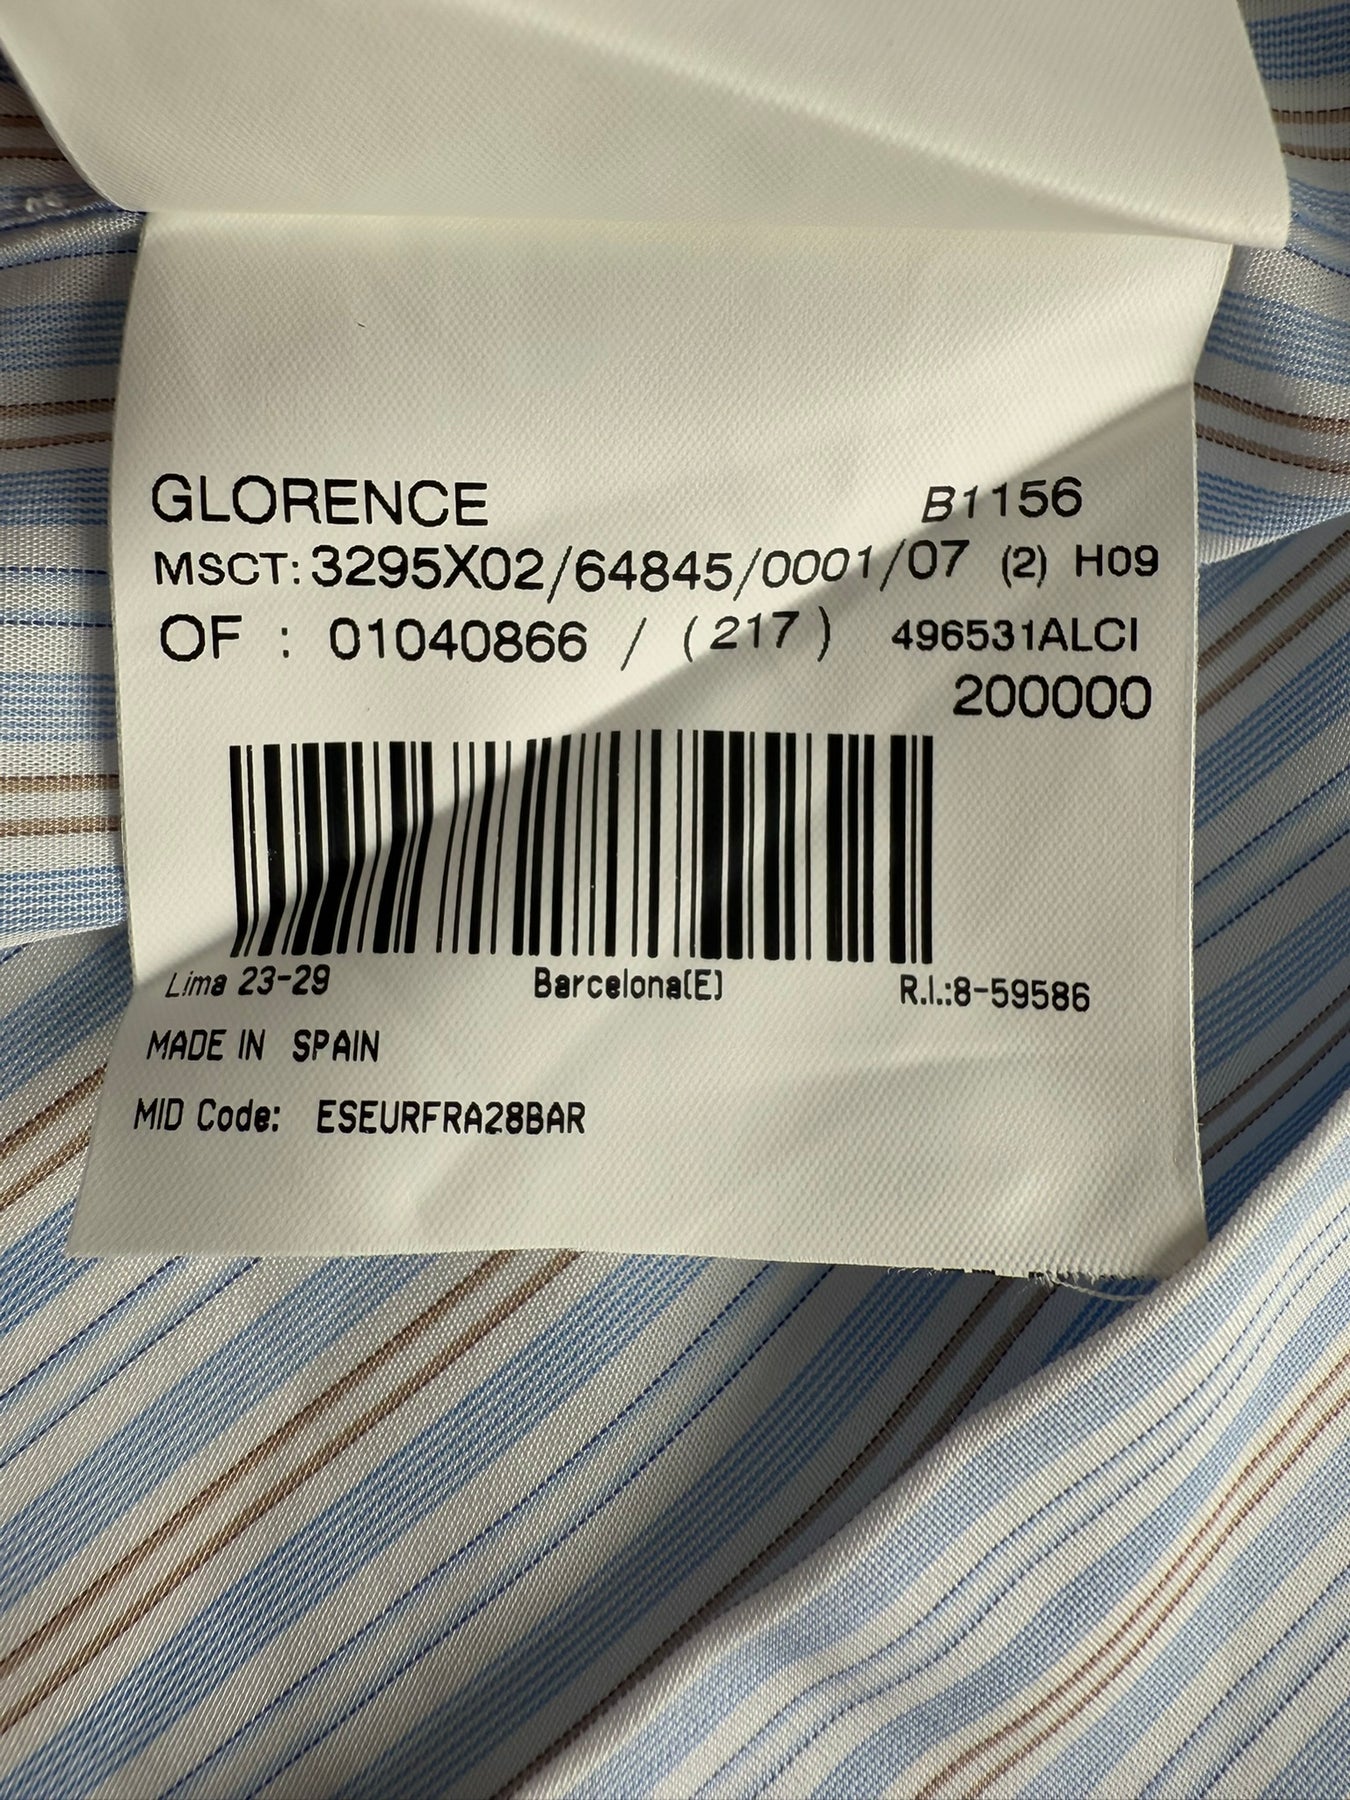 GLORENCE B1156
MSCT: 3295X02/64845/0001/07 (2) H09
OF : 01040866 / (217) 496531ALCI
200000
Lima 23-29 Barcelona(E) R.I.:8-59586
MADE IN SPAIN
MID Code: ESEURFRA28BAR